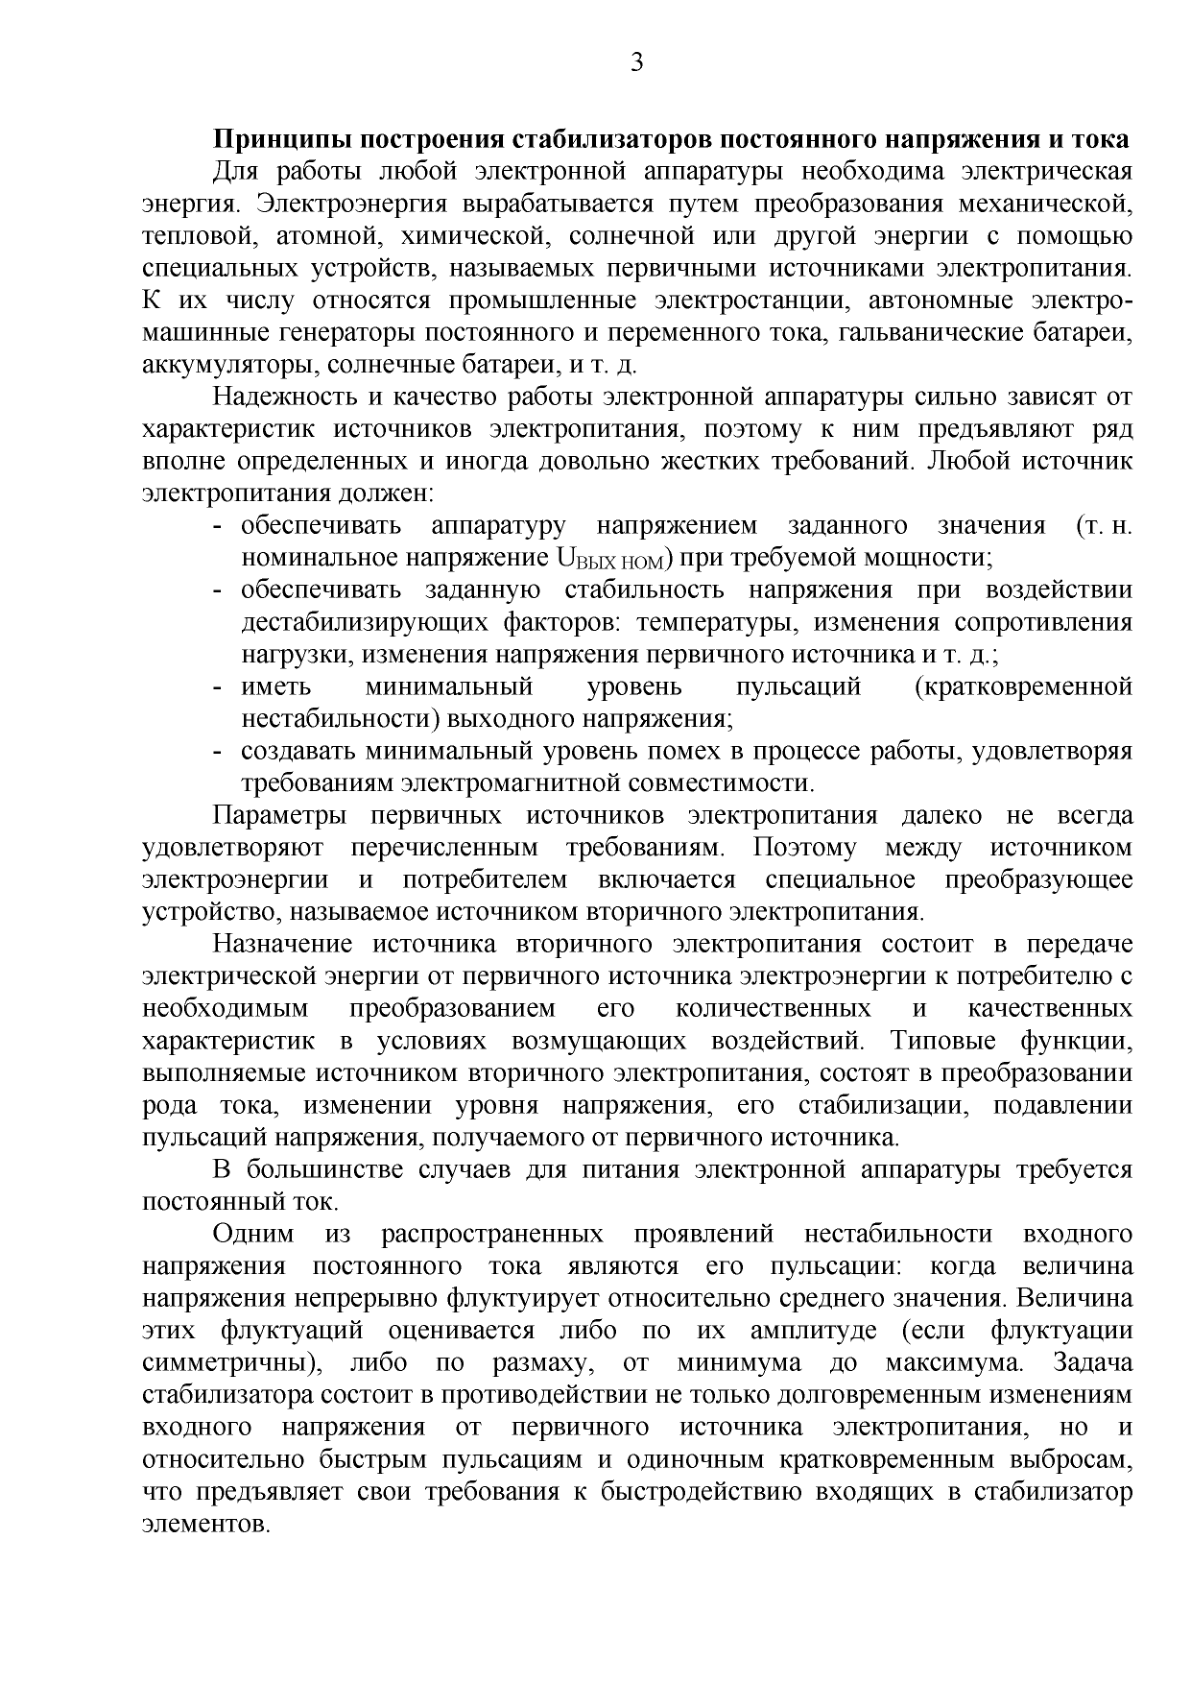 3
Принципы построения стабилизаторов постоянного напряжения и тока
Для работы любой электронной аппаратуры необходима электрическая
энергия. Электроэнергия вырабатывается путем преобразования механической,
тепловой, атомной, химической, солнечной или другой энергии с помощью
специальных устройств, называемых первичными источниками электропитания.
К их числу относятся промышленные электростанции, автономные электро-
машинные генераторы постоянного и переменного тока, гальванические батареи,
аккумуляторы, солнечные батареи, и т. д.
Надежность и качество работы электронной аппаратуры сильно зависят от
характеристик источников электропитания, поэтому к ним предъявляют ряд
вполне определенных и иногда довольно жестких требований. Любой источник
электропитания должен:
- обеспечивать аппаратуру напряжением заданного значения (т. н.
номинальное напряжение UВЫХ НОМ) при требуемой мощности;
- обеспечивать заданную стабильность напряжения при воздействии
дестабилизирующих факторов: температуры, изменения сопротивления
нагрузки, изменения напряжения первичного источника и т. д.;
- иметь минимальный уровень пульсаций (кратковременной
нестабильности) выходного напряжения;
- создавать минимальный уровень помех в процессе работы, удовлетворяя
требованиям электромагнитной совместимости.
Параметры первичных источников электропитания далеко не всегда
удовлетворяют перечисленным требованиям. Поэтому между источником
электроэнергии и потребителем включается специальное преобразующее
устройство, называемое источником вторичного электропитания.
Назначение источника вторичного электропитания состоит в передаче
электрической энергии от первичного источника электроэнергии к потребителю с
необходимым преобразованием его количественных и качественных
характеристик в условиях возмущающих воздействий. Типовые функции,
выполняемые источником вторичного электропитания, состоят в преобразовании
рода тока, изменении уровня напряжения, его стабилизации, подавлении
пульсаций напряжения, получаемого от первичного источника.
В большинстве случаев для питания электронной аппаратуры требуется
постоянный ток.
Одним из распространенных проявлений нестабильности входного
напряжения постоянного тока являются его пульсации: когда величина
напряжения непрерывно флуктуирует относительно среднего значения. Величина
этих флуктуаций оценивается либо по их амплитуде (если флуктуации
симметричны), либо по размаху, от минимума до максимума. Задача
стабилизатора состоит в противодействии не только долговременным изменениям
входного напряжения от первичного источника электропитания, но и
относительно быстрым пульсациям и одиночным кратковременным выбросам,
что предъявляет свои требования к быстродействию входящих в стабилизатор
элементов.